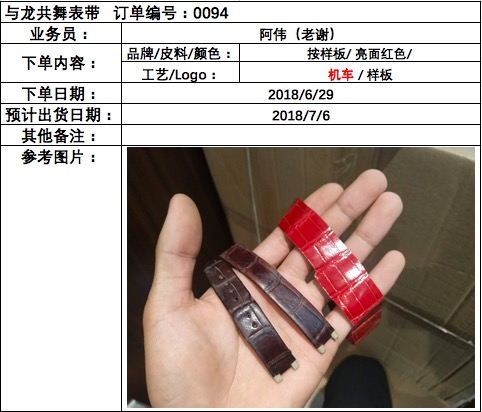 与龙共舞表带 订单编号：0094
业务员： 阿伟（老谢）
下单内容： 品牌/皮料/颜色： 按样板/ 亮面红色/
工艺/Logo： 机车 / 样板
下单日期： 2018/6/29
预计出货日期： 2018/7/6
其他备注：
参考图片：